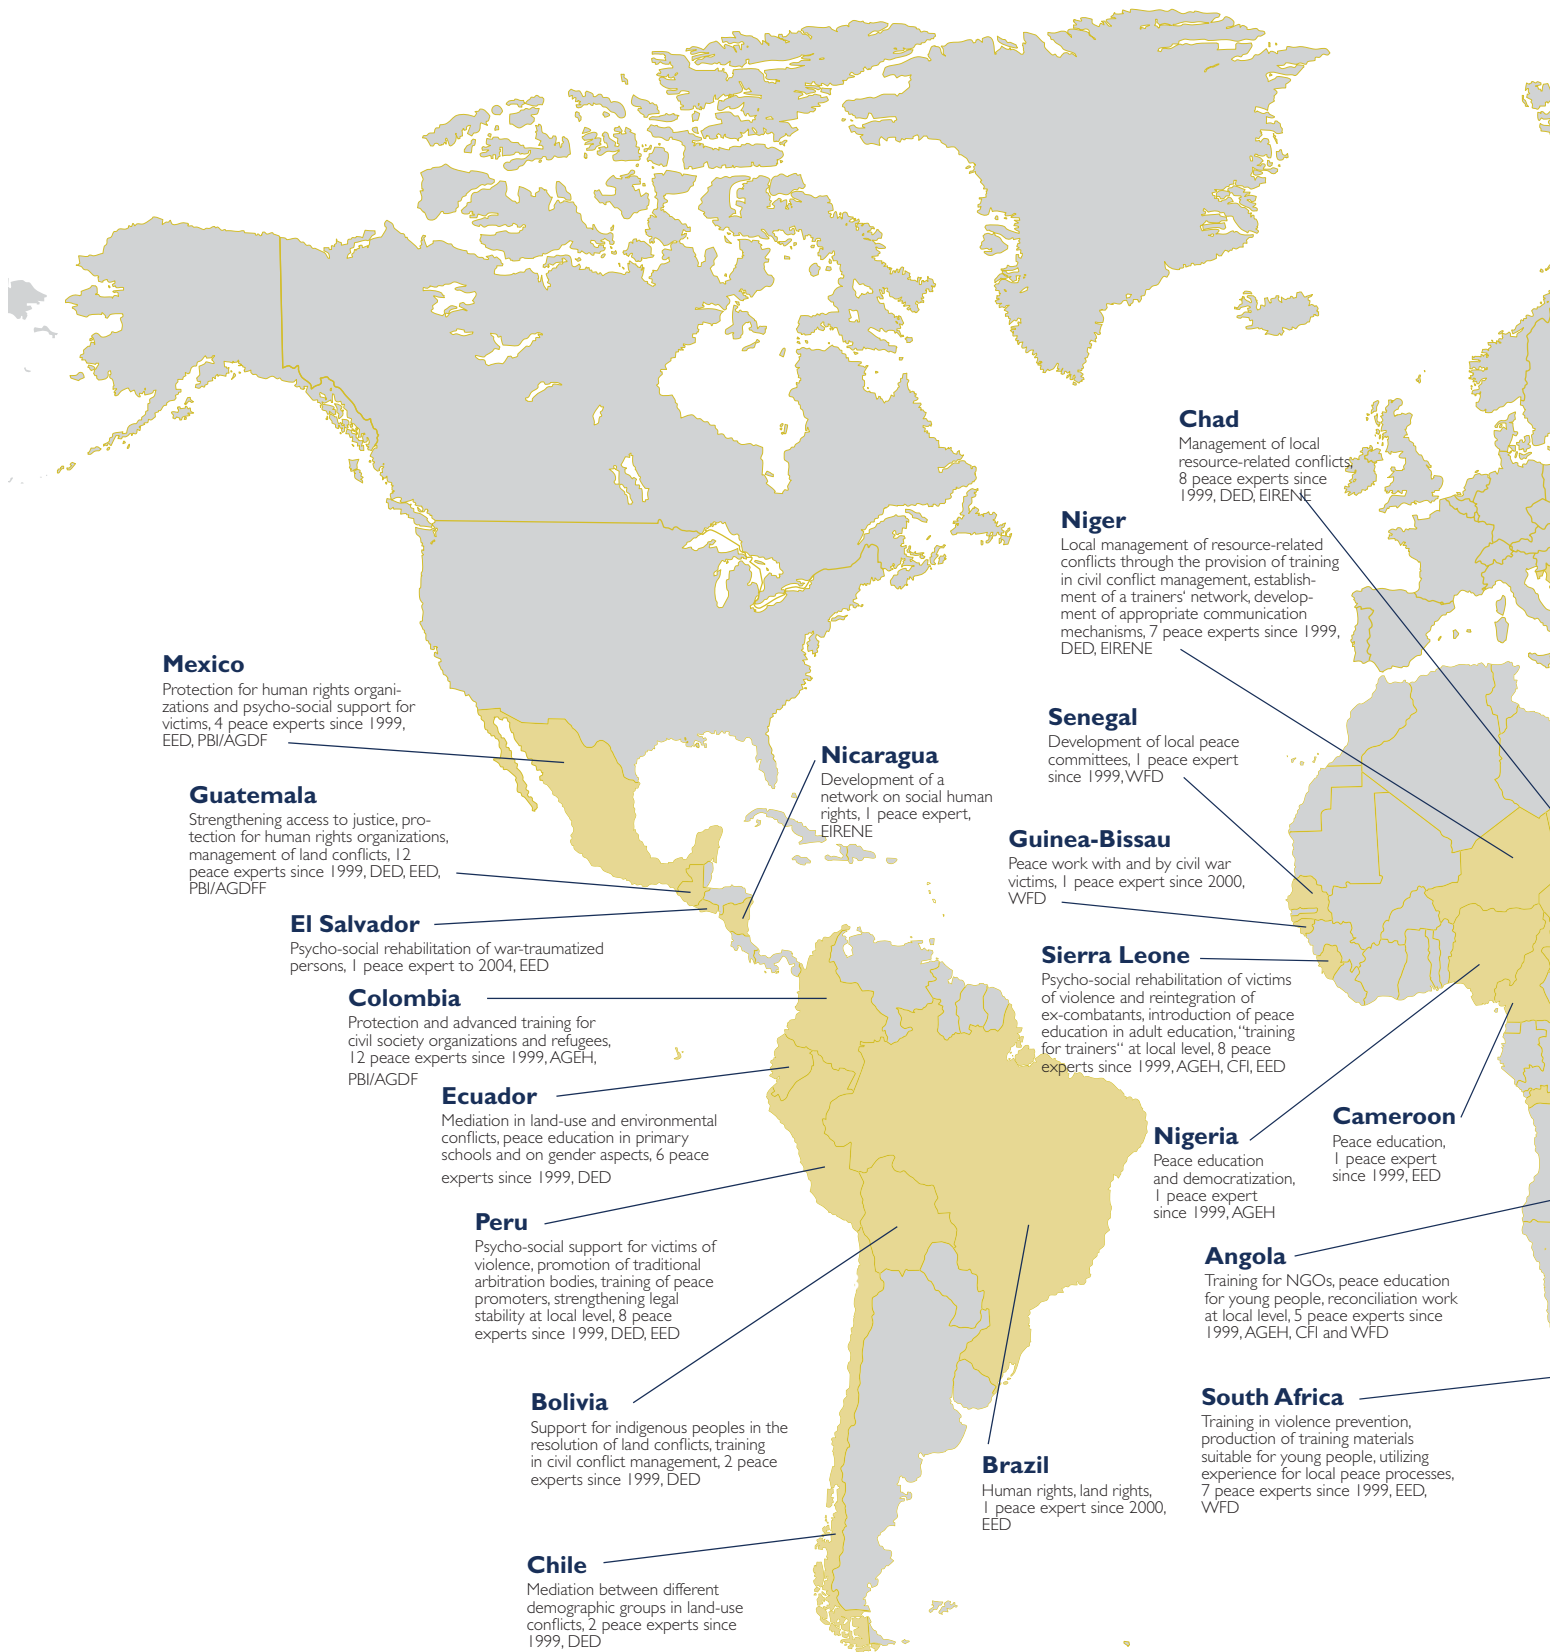 Chad
Management of local
resource-related conflicts,
8 peace experts since
1999, DED, EIRENE
Niger
Local management of resource-related
conflicts through the provision of training
in civil conflict management, establish-
ment of a trainers‘ network, develop-
ment of appropriate communication
mechanisms, 7 peace experts since 1999,
DED, EIRENE
Mexico
Protection for human rights organi-
zations and psycho-social support for
victims, 4 peace experts since 1999,
EED, PBI/AGDF
Senegal
Development of local peace
committees, 1 peace expert
since 1999, WFD
Nicaragua
Development of a
network on social human
rights, 1 peace expert,
EIRENE
Guatemala
Strengthening access to justice, pro-
tection for human rights organizations,
management of land conflicts, 12
peace experts since 1999, DED, EED,
PBI/AGDFF
Guinea-Bissau
Peace work with and by civil war
victims, 1 peace expert since 2000,
WFD
El Salvador
Psycho-social rehabilitation of war-traumatized
persons, 1 peace expert to 2004, EED
Sierra Leone
Psycho-social rehabilitation of victims
of violence and reintegration of
ex-combatants, introduction of peace
education in adult education, “training
for trainers“ at local level, 8 peace
experts since 1999, AGEH, CFI, EED
Colombia
Protection and advanced training for
civil society organizations and refugees,
12 peace experts since 1999, AGEH,
PBI/AGDF
Ecuador
Mediation in land-use and environmental
conflicts, peace education in primary
schools and on gender aspects, 6 peace
experts since 1999, DED
Cameroon
Peace education,
1 peace expert
since 1999, EED
Nigeria
Peace education
and democratization,
1 peace expert
since 1999, AGEH
Peru
Psycho-social support for victims of
violence, promotion of traditional
arbitration bodies, training of peace
promoters, strengthening legal
stability at local level, 8 peace
experts since 1999, DED, EED
Angola
Training for NGOs, peace education
for young people, reconciliation work
at local level, 5 peace experts since
1999, AGEH, CFI and WFD
Bolivia
Support for indigenous peoples in the
resolution of land conflicts, training
in civil conflict management, 2 peace
experts since 1999, DED
South Africa
Training in violence prevention,
production of training materials
suitable for young people, utilizing
experience for local peace processes,
7 peace experts since 1999, EED,
WFD
Brazil
Human rights, land rights,
1 peace expert since 2000,
EED
Chile
Mediation between different
demographic groups in land-use
conflicts, 2 peace experts since
1999, DED